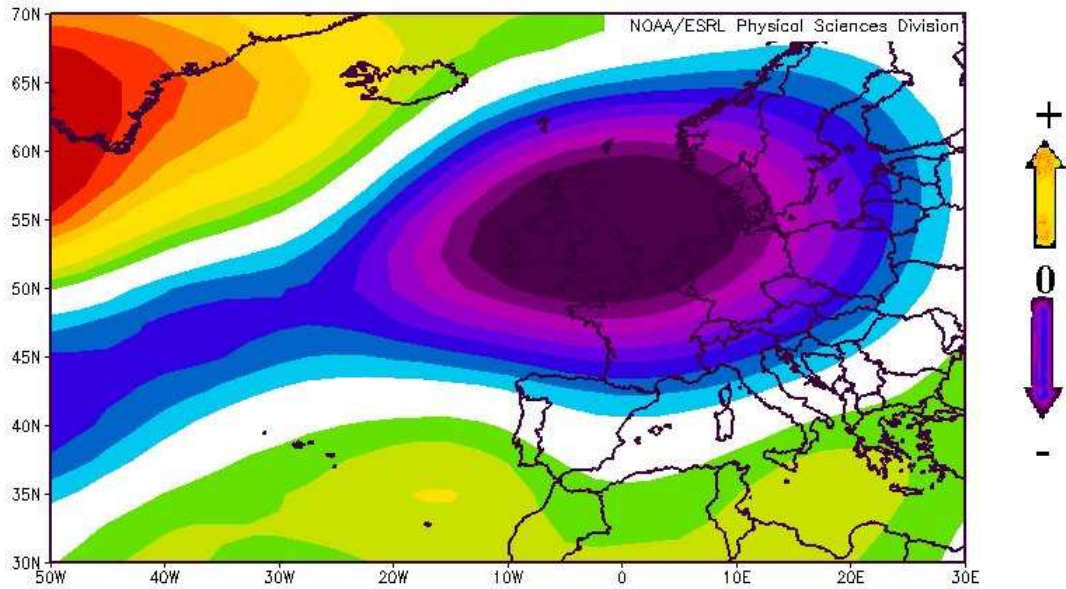 70N
NOAA/ESRL Physical Sciences Division
65N
60N
55N
50N
45N
40N
35N
30N
50W 40W 30W 20W 10W 0 10E 20E 30E
+
0
-